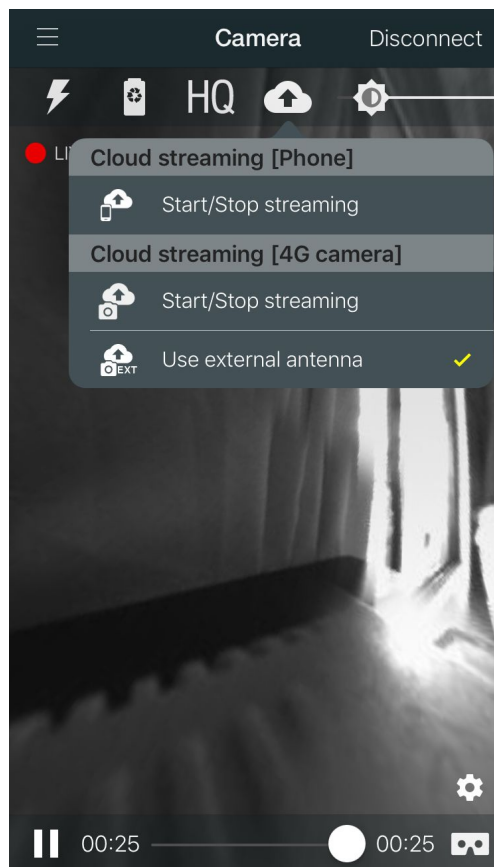 Camera Disconnect
HQ
Cloud streaming [Phone]
Start/Stop streaming
Cloud streaming [4G camera]
Start/Stop streaming
EXT Use external antenna
00:25 00:25